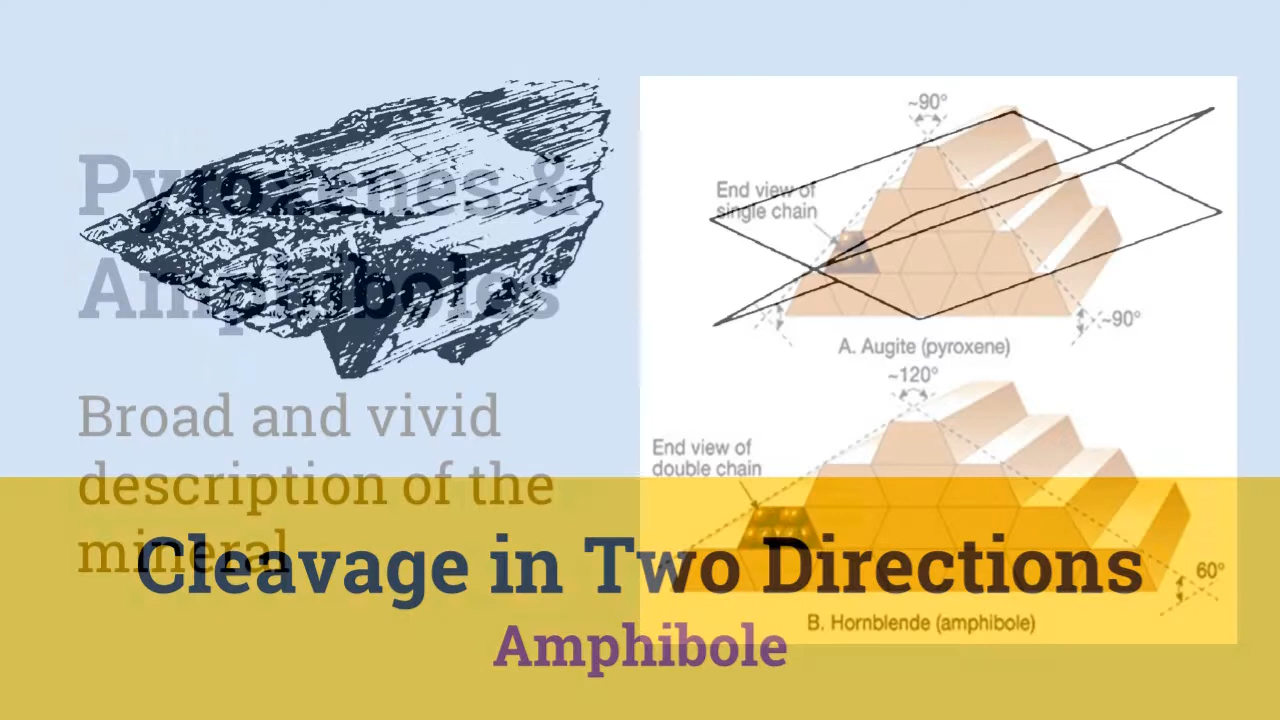 Pyroxenes &
Amphiboles
Broad and vivid
description of the
mineral
~90°
End view of
single chain
~90°
A. Augite (pyroxene)
~120°
End view of
double chain
60°
B. Hornblende (amphibole)
Cleavage in Two Directions
Amphibole